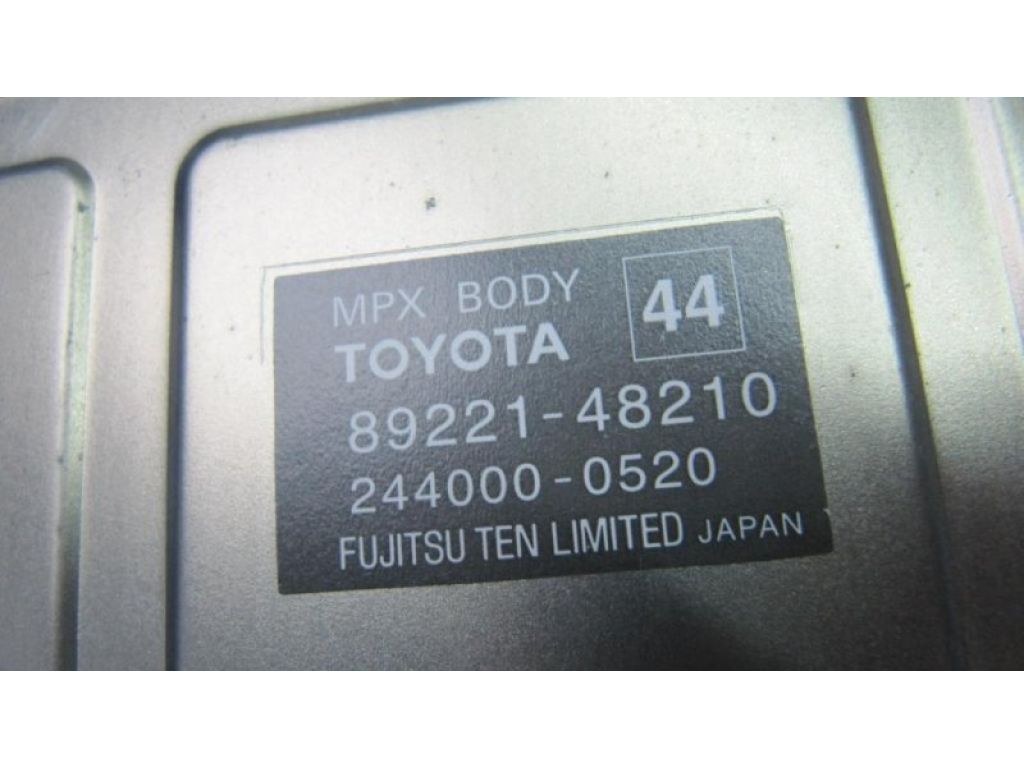 MPX BODY 44
TOYOTA
89221-48210
244000-0520
FUJITSU TEN LIMITED JAPAN